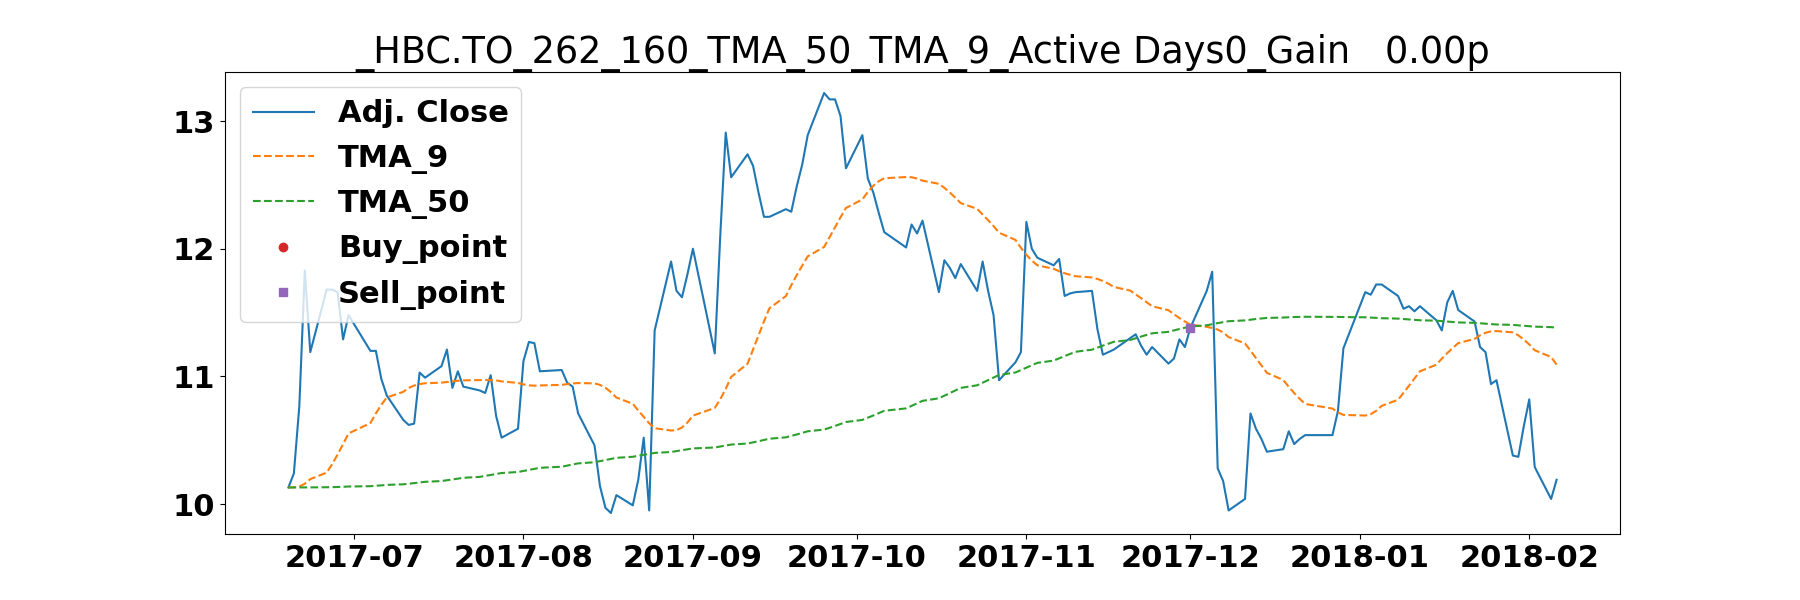 _HBC.TO_262_160_TMA_50_TMA_9_Active Days0_Gain   0.00p
Adj. Close
TMA_9
TMA_50
Buy_point
Sell_point
13
12
11
10
2017-07 2017-08 2017-09 2017-10 2017-11 2017-12 2018-01 2018-02